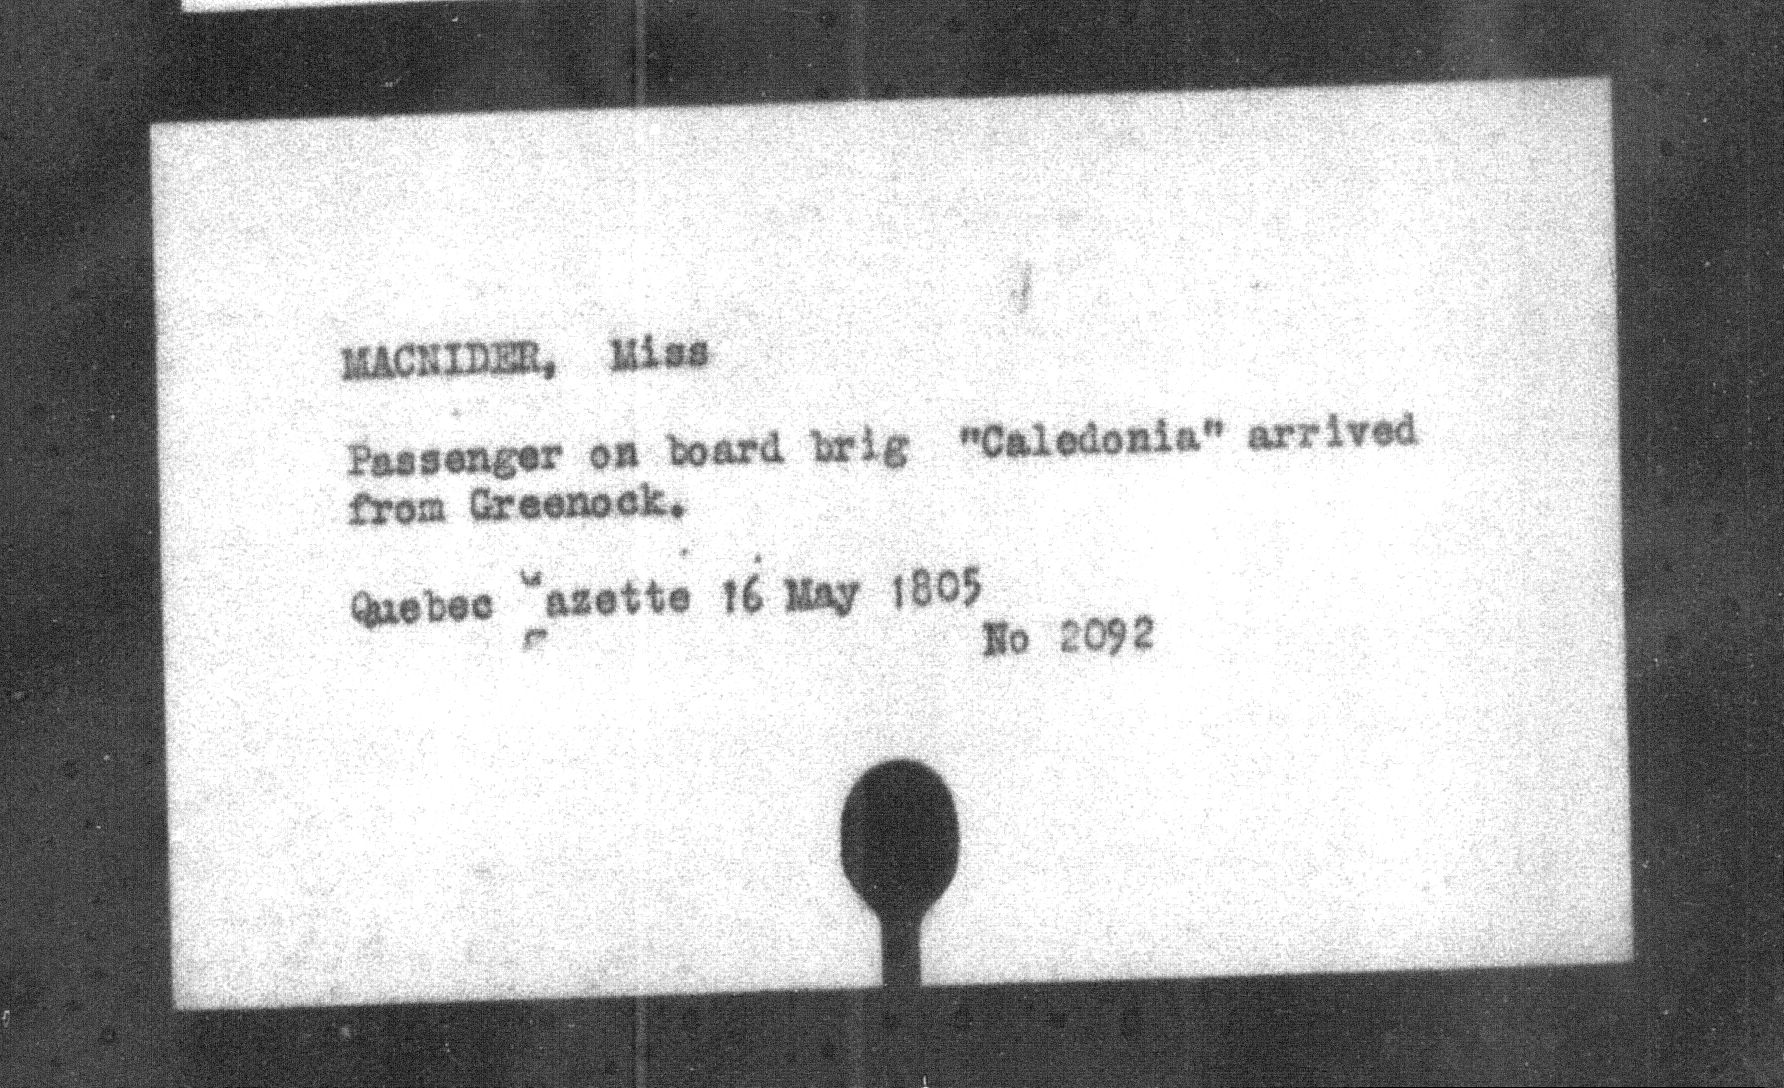 MACNIDER, Miss
Passenger on board brig "Caledonia" arrived
from Greenock.
Quebec Gazette 16 May 1805
No 2092